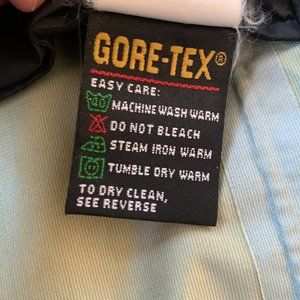 GORE-TEX®
EASY CARE:
40 MACHINE WASH WARM
DO NOT BLEACH
STEAM IRON WARM
TUMBLE DRY WARM
TO DRY CLEAN,
SEE REVERSE